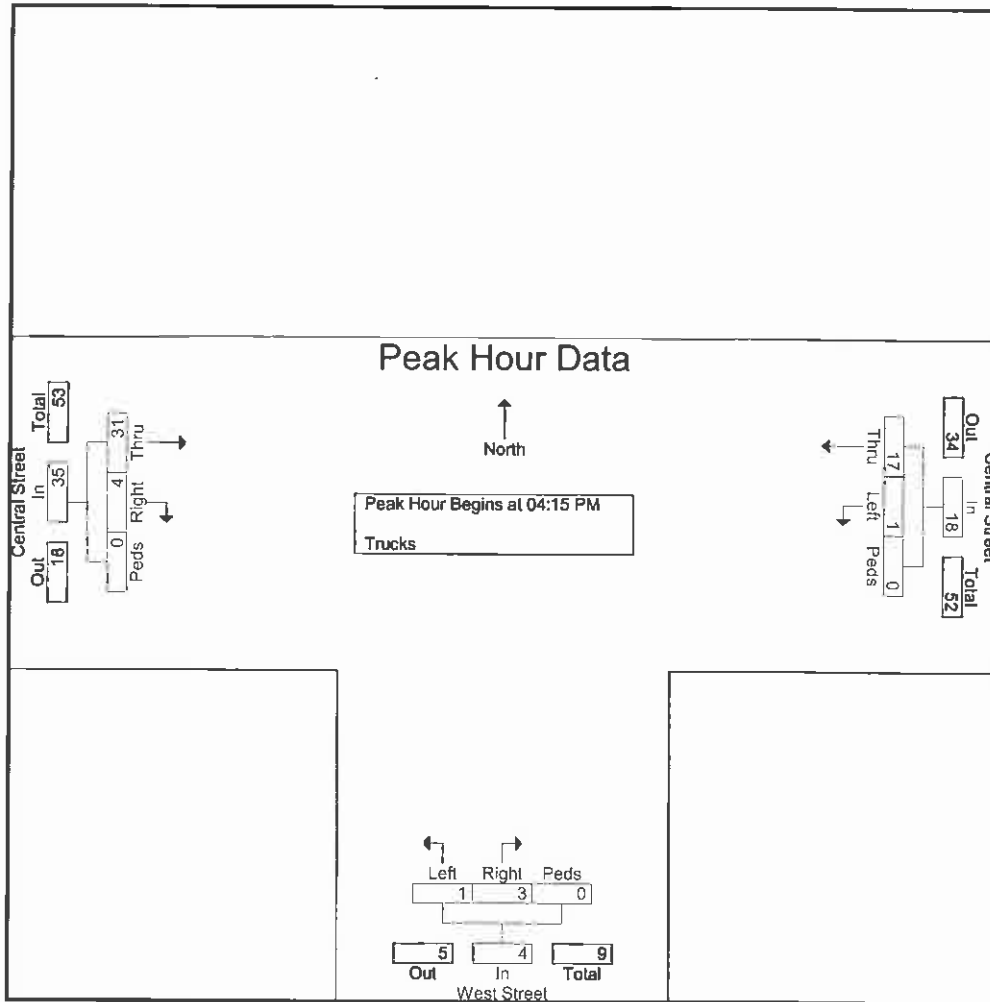 Peak Hour Data
North
Peak Hour Begins at 04:15 PM
Trucks
Central Street
Out In Total
18 35 53
31 4 0
Thru Right Peds
Central Street
Out In Total
34 18 52
17 1 0
Thru Left Peds
Left Right Peds
1 3 0
5 4 9
Out In Total
West Street